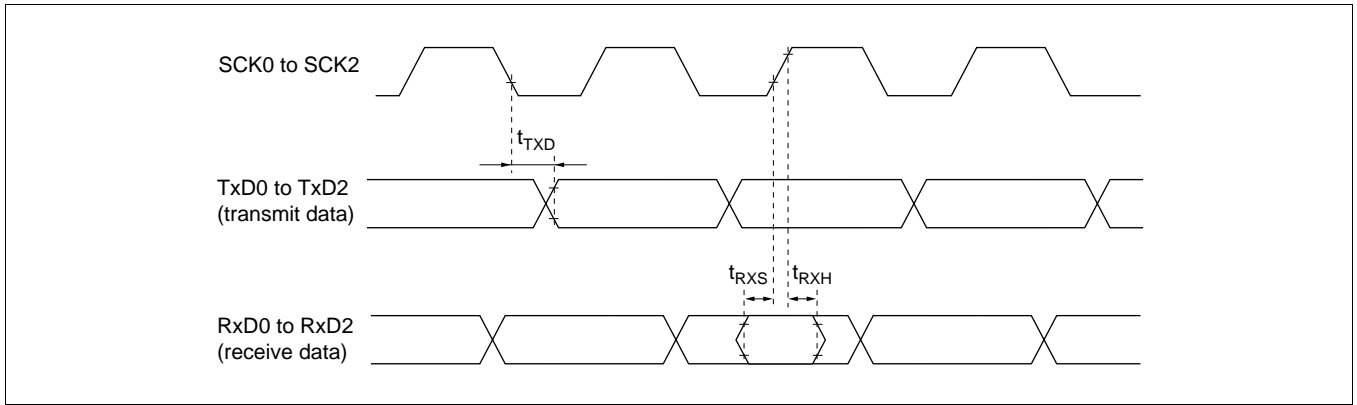 SCK0 to SCK2
tTXD
TxD0 to TxD2
(transmit data)
tRXS
tRXH
RxD0 to RxD2
(receive data)